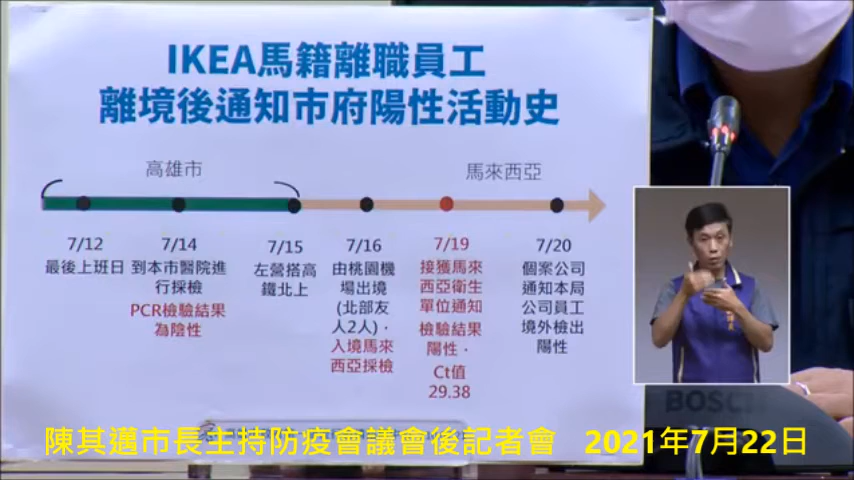 IKEA馬籍離職員工
離境後通知市府陽性活動史
高雄市
馬來西亞
7/12
最後上班日
7/14
到本市醫院進
行採檢
PCR檢驗結果
為陰性
7/15
左營搭高
鐵北上
7/16
由桃園機
場出境
(北部友
人2人)，
入境馬來
西亞採檢
7/19
接獲馬來
西亞衛生
單位通知
檢驗結果
陽性，
Ct值
29.38
7/20
個案公司
通知本局
公司員工
境外檢出
陽性
BOSCH
陳其邁市長主持防疫會議會後記者會 2021年7月22日